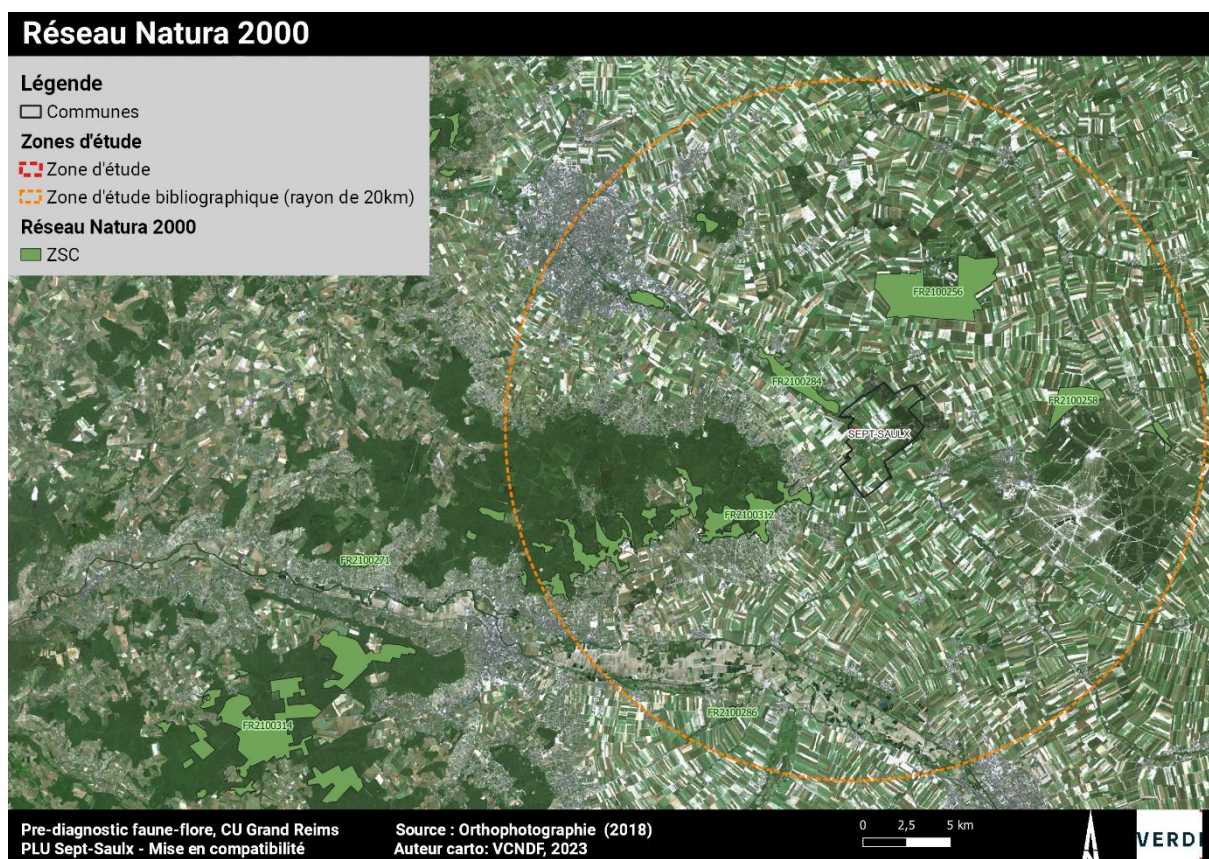 Réseau Natura 2000
Légende
Communes
Zones d'étude
Zone d'étude
Zone d'étude bibliographique (rayon de 20km)
Réseau Natura 2000
ZSC
FR2100256
FR2100284
FR2100258
SEPT-SAULX
FR2100312
FR2100271
FR2100286
FR2100314
Pre-diagnostic faune-flore, CU Grand Reims
PLU Sept-Saulx - Mise en compatibilité
Source : Orthophotographie (2018)
Auteur carto: VCNDF, 2023
0 2,5 5 km
VERDI